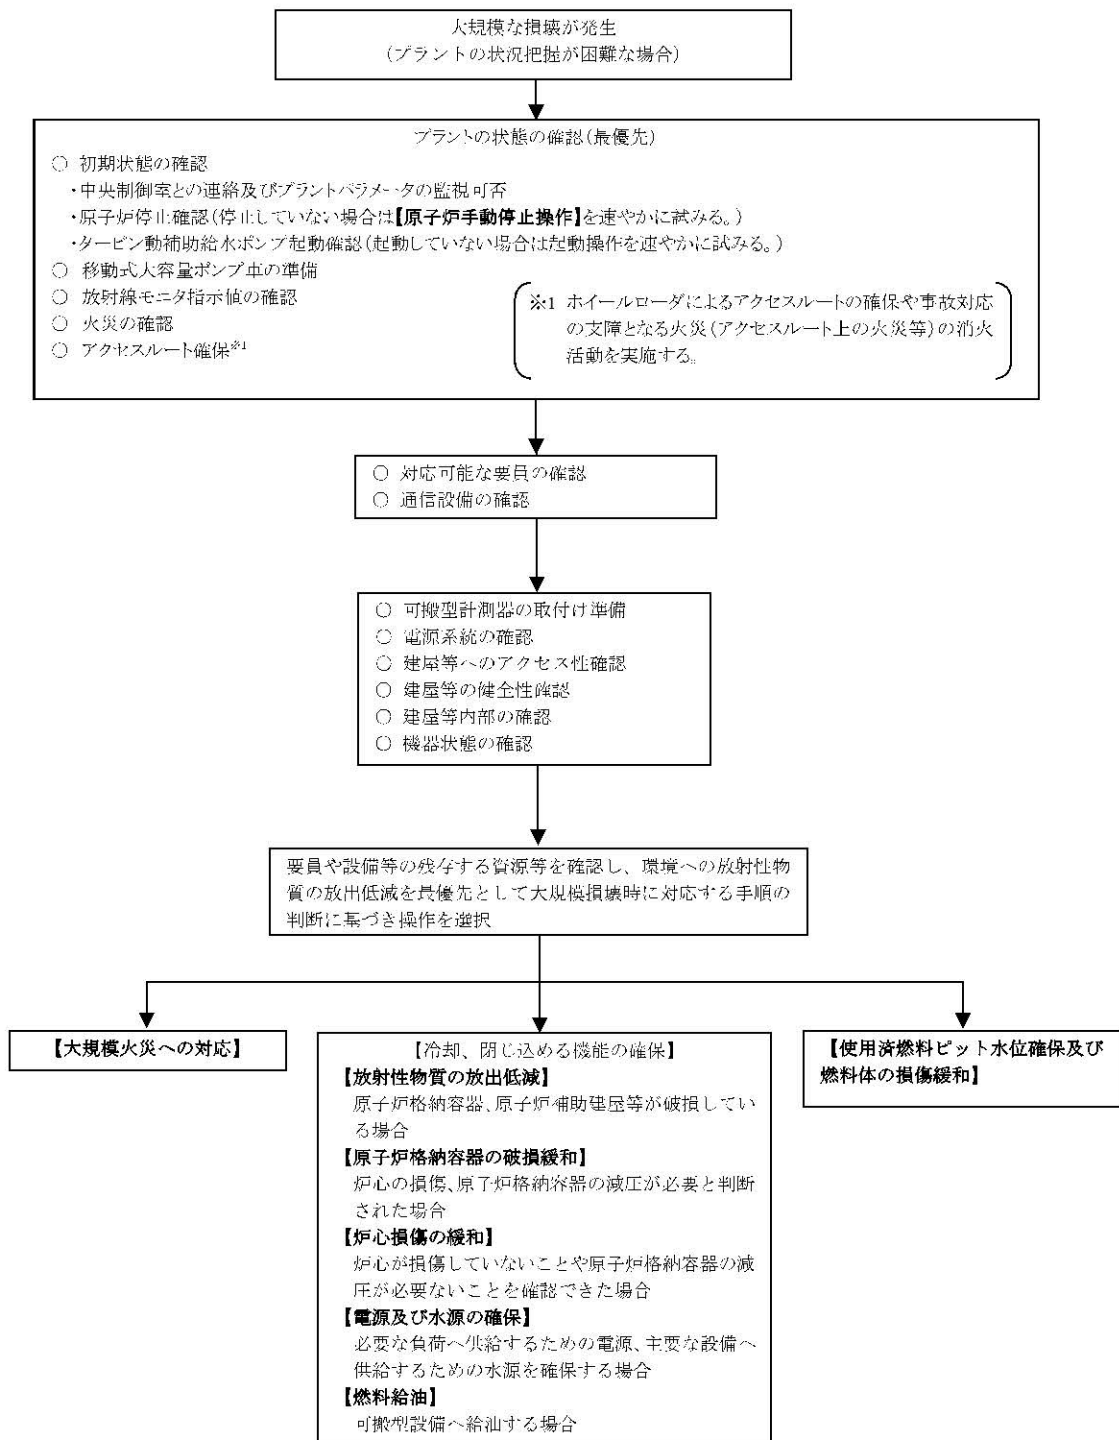 大規模な損壊が発生
(プラントの状況把握が困難な場合)
プラントの状態の確認(最優先)
○ 初期状態の確認
・中央制御室との連絡及びプラントパラメータの監視可否
・原子炉停止確認(停止していない場合は【原子炉手動停止操作】を速やかに試みる。)
・タービン動補助給水ポンプ起動確認(起動していない場合は起動操作を速やかに試みる。)
○ 移動式大容量ポンプ車の準備
○ 放射線モニタ指示値の確認
○ 火災の確認
○ アクセスルート確保※1
※1 ホイールローダによるアクセスルートの確保や事故対応
の支障となる火災(アクセスルート上の火災等)の消火
活動を実施する。
○ 対応可能な要員の確認
○ 通信設備の確認
○ 可搬型計測器の取付け準備
○ 電源系統の確認
○ 建屋等へのアクセス性確認
○ 建屋等の健全性確認
○ 建屋等内部の確認
○ 機器状態の確認
要員や設備等の残存する資源等を確認し、環境への放射性物
質の放出低減を最優先として大規模損壊時に対応する手順の
判断に基づき操作を選択
【大規模火災への対応】
【冷却、閉じ込める機能の確保】
【放射性物質の放出低減】
原子炉格納容器、原子炉補助建屋等が破損してい
る場合
【原子炉格納容器の破損緩和】
炉心の損傷、原子炉格納容器の減圧が必要と判断
された場合
【炉心損傷の緩和】
炉心が損傷していないことや原子炉格納容器の減
圧が必要ないことを確認できた場合
【電源及び水源の確保】
必要な負荷へ供給するための電源、主要な設備へ
供給するための水源を確保する場合
【燃料給油】
可搬型設備へ給油する場合
【使用済燃料ピット水位確保及び
燃料体の損傷緩和】